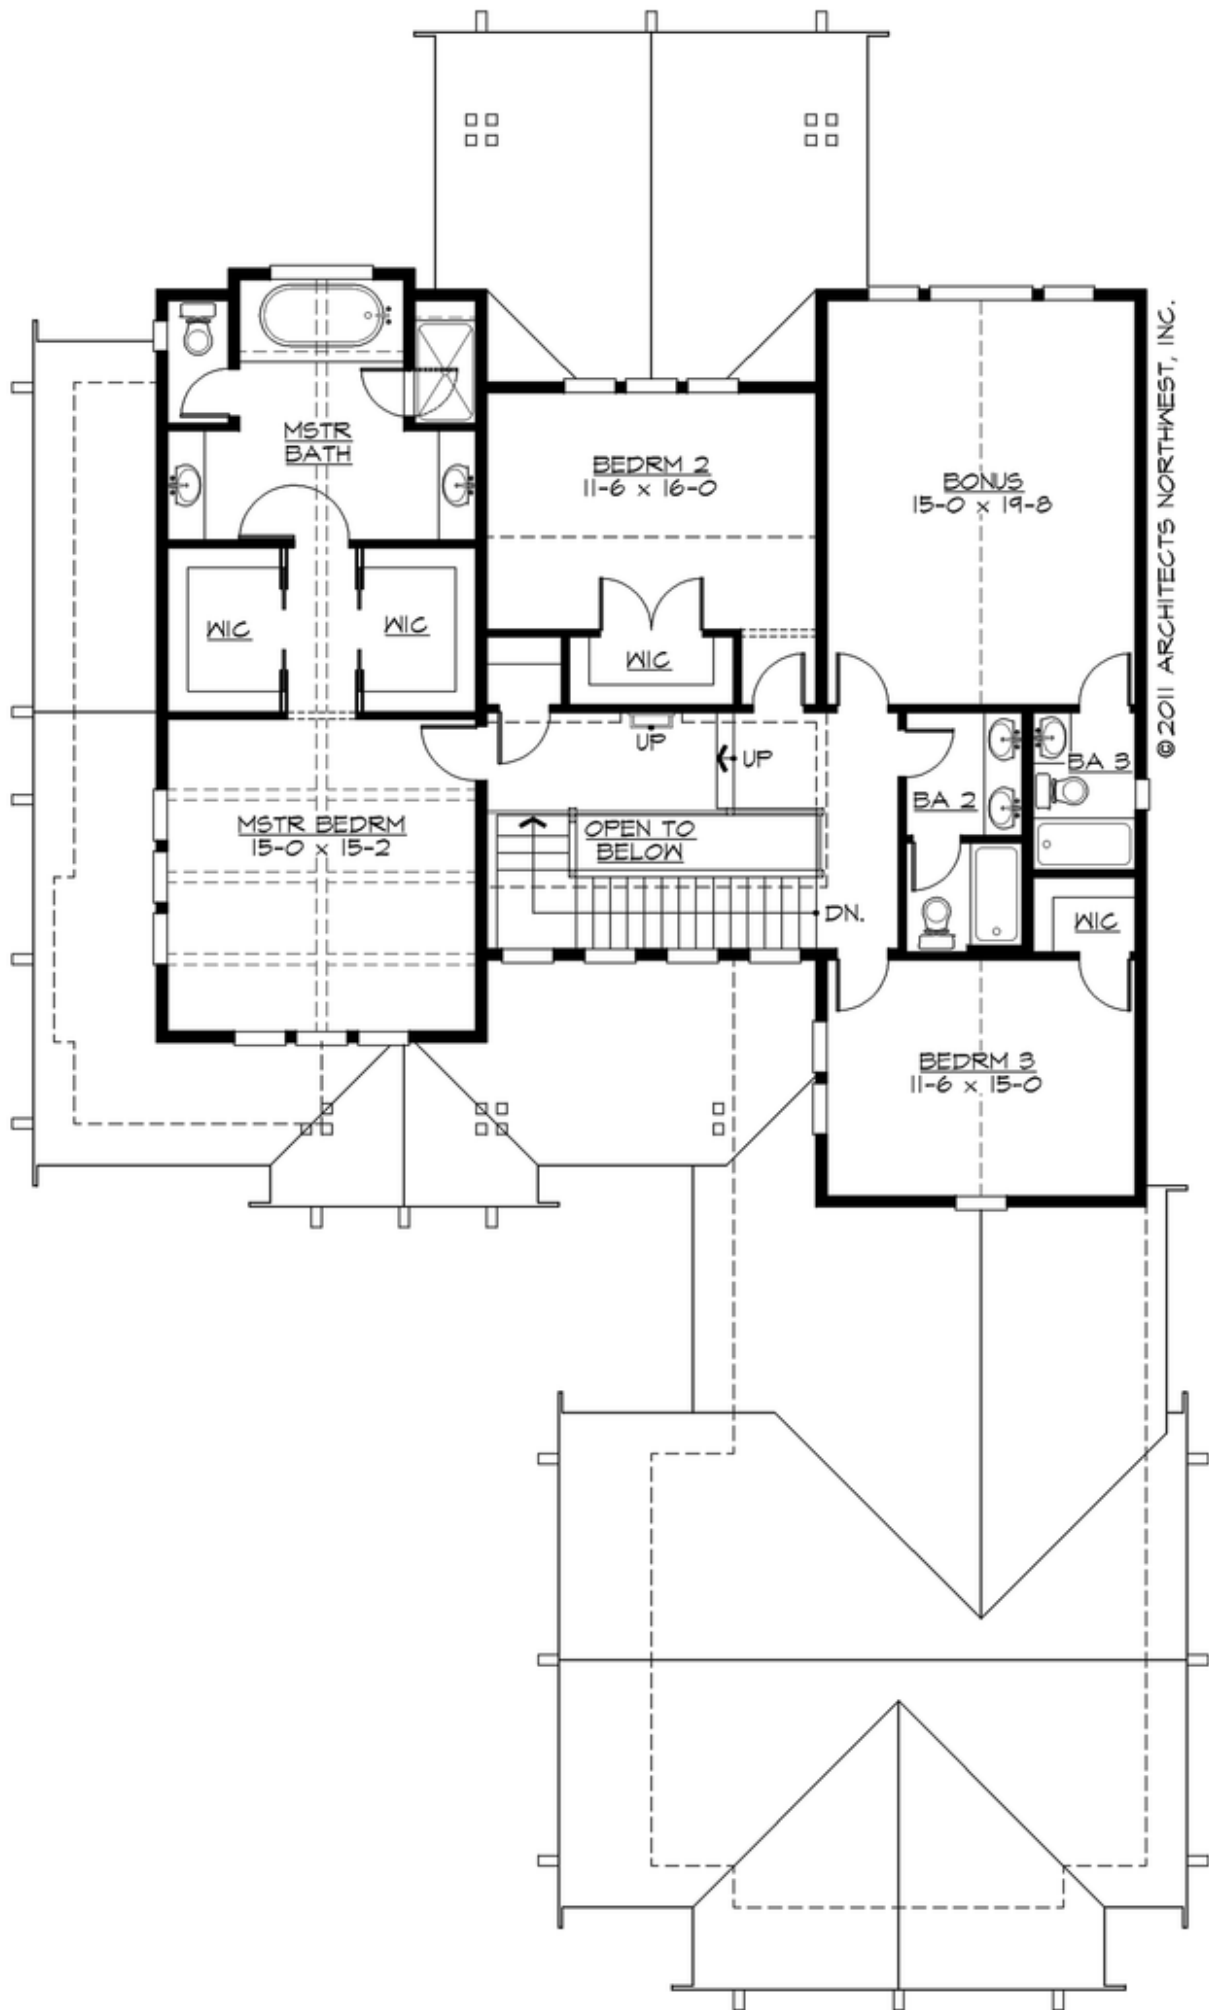 MSTR
BATH
BEDRM 2
11-6 x 16-0
BONUS
15-0 x 19-8
© 2011 ARCHITECTS NORTHWEST, INC.
WIC
WIC
WIC
UP
UP
BA 2
BA 3
MSTR BEDRM
15-0 x 15-2
OPEN TO
BELOW
DN.
WIC
BEDRM 3
11-6 x 15-0